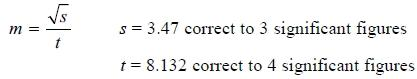 m = √s / t
s = 3.47 correct to 3 significant figures
t = 8.132 correct to 4 significant figures